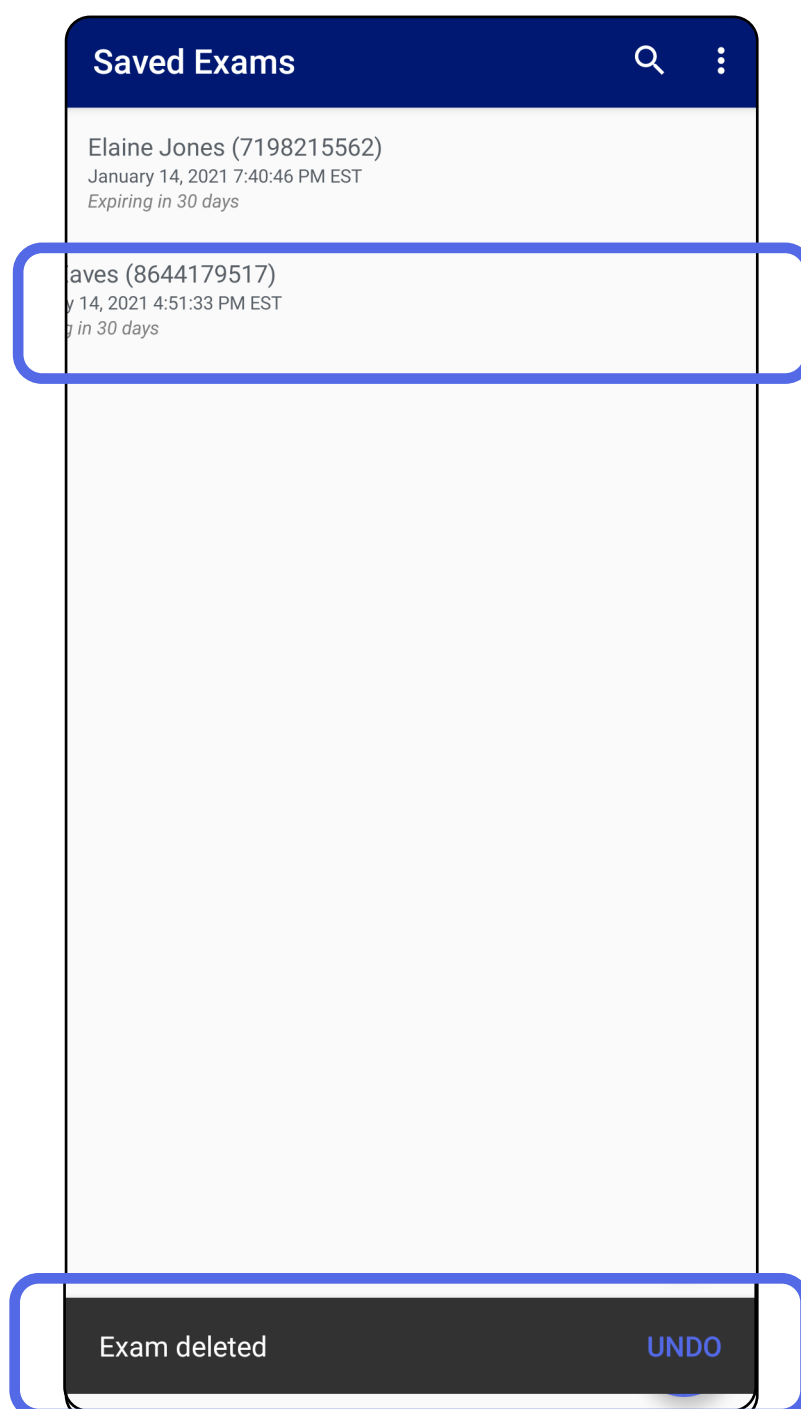 Saved Exams
Elaine Jones (7198215562)
January 14, 2021 7:40:46 PM EST
Expiring in 30 days
aves (8644179517)
y 14, 2021 4:51:33 PM EST
in 30 days
Exam deleted UNDO